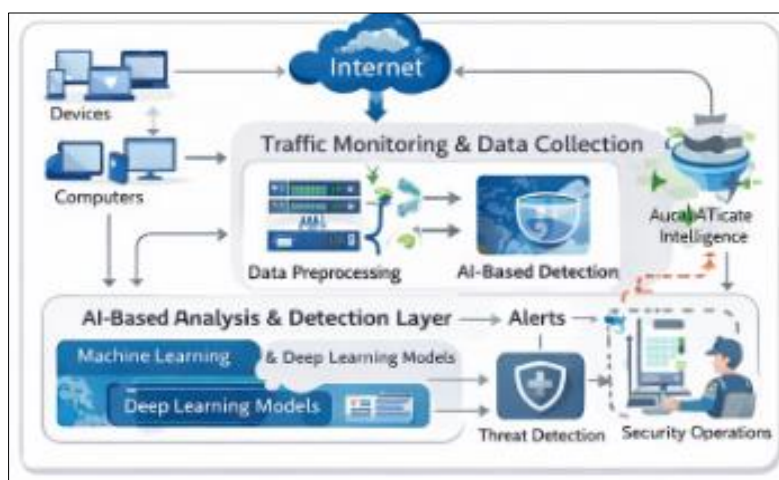 Internet
Devices
Traffic Monitoring & Data Collection
Computers
Data Preprocessing
AI-Based Detection
Intelligence
AI-Based Analysis & Detection Layer
Alerts
Machine Learning
& Deep Learning Models
Deep Learning Models
Threat Detection
Security Operations